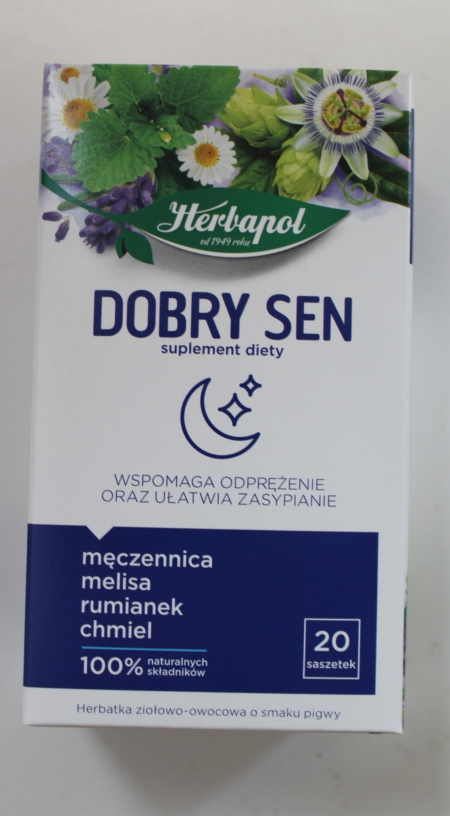 Herbapol
od 1949 roku
DOBRY SEN
suplement diety
WSPOMAGA ODPRĘŻENIE
ORAZ UŁATWIA ZASYPIANIE
męczennica
melisa
rumianek
chmiel
100% naturalnych
składników
20
saszetek
Herbatka ziołowo-owocowa o smaku pigwy